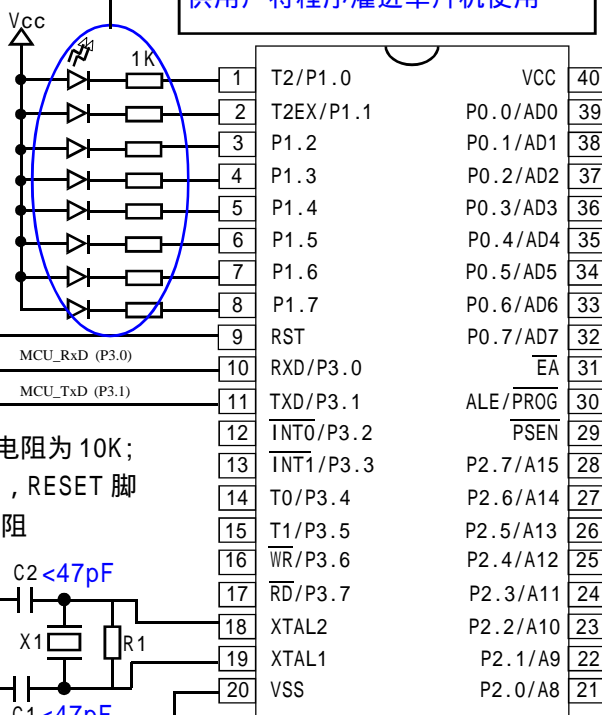 供用户将程序灌进单片机使用
Vcc
1K
1 T2/P1.0 VCC 40
2 T2EX/P1.1 P0.0/AD0 39
3 P1.2 P0.1/AD1 38
4 P1.3 P0.2/AD2 37
5 P1.4 P0.3/AD3 36
6 P1.5 P0.4/AD4 35
7 P1.6 P0.5/AD5 34
8 P1.7 P0.6/AD6 33
9 RST P0.7/AD7 32
MCU_RxD (P3.0)
10 RXD/P3.0 EA 31
MCU_TxD (P3.1)
11 TXD/P3.1 ALE/PROG 30
12 INT0/P3.2 PSEN 29
电阻为10K;
13 INT1/P3.3 P2.7/A15 28
,RESET 脚
14 T0/P3.4 P2.6/A14 27
阻
15 T1/P3.5 P2.5/A13 26
16 WR/P3.6 P2.4/A12 25
C2 <47pF
17 RD/P3.7 P2.3/A11 24
18 XTAL2 P2.2/A10 23
X1 R1
19 XTAL1 P2.1/A9 22
20 VSS P2.0/A8 21
C1 <47pF